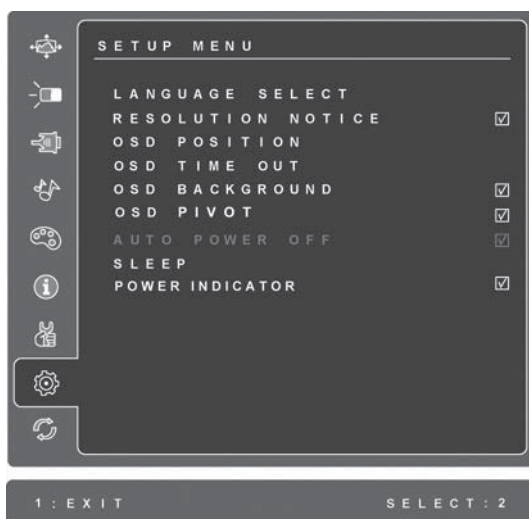 SETUP MENU
LANGUAGE SELECT
RESOLUTION NOTICE
OSD POSITION
OSD TIME OUT
OSD BACKGROUND
OSD PIVOT
AUTO POWER OFF
SLEEP
POWER INDICATOR
1:EXIT SELECT:2